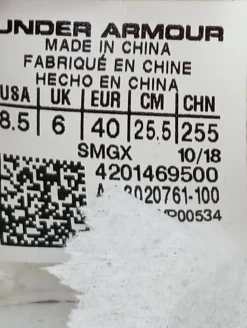 UNDER ARMOUR
MADE IN CHINA
FABRIQUÉ EN CHINE
HECHO EN CHINA
USA | UK | EUR | CM | CHN
8.5 | 6 | 40 | 25.5 | 255
SMGX 10/18
4201469500
3020761-100
P00534